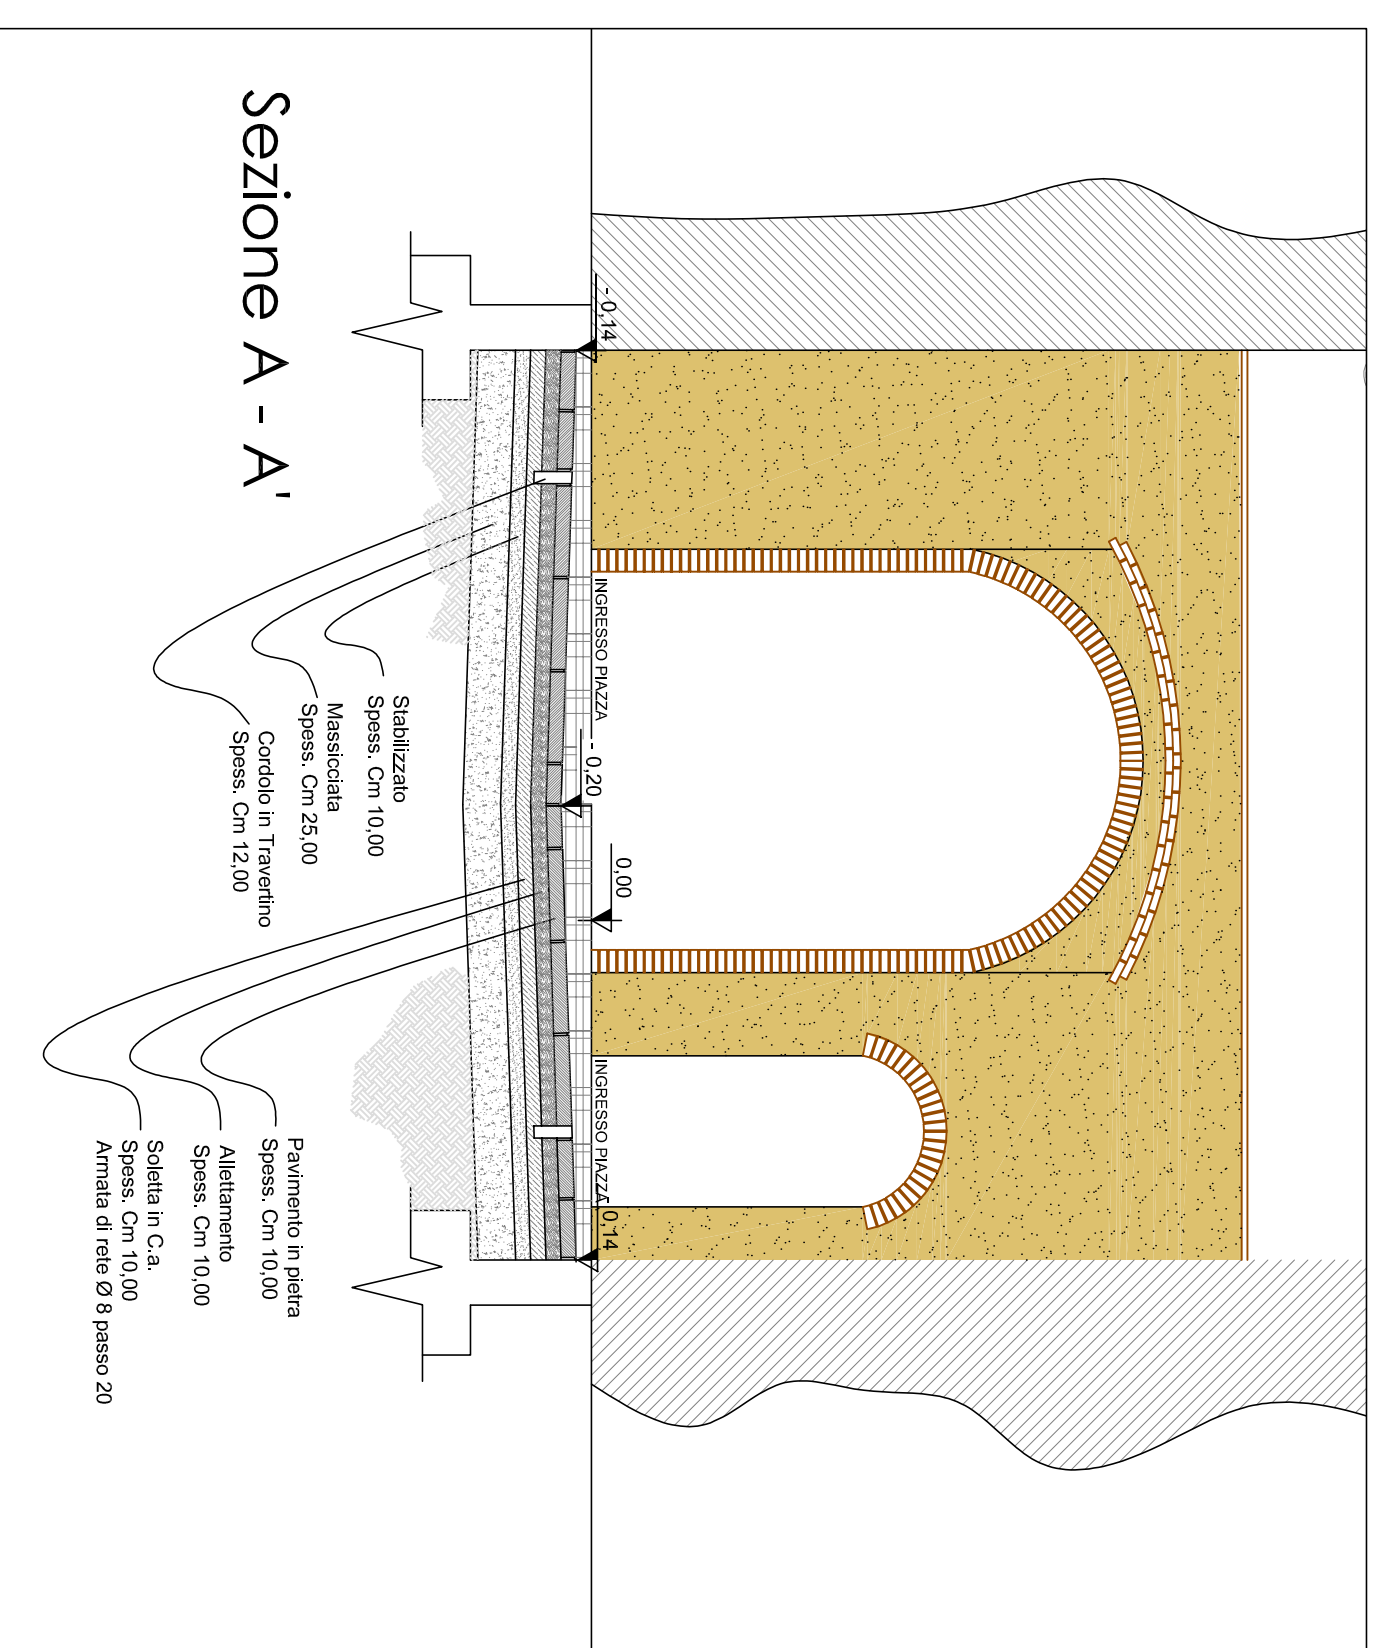 - 0,14
INGRESSO PIAZZA
- 0,20
0,00
INGRESSO PIAZZA
- 0,14
Stabilizzato
Spess. Cm 10,00
Massicciata
Spess. Cm 25,00
Cordolo in Travertino
Spess. Cm 12,00
Pavimento in pietra
Spess. Cm 10,00
Allettamento
Spess. Cm 10,00
Soletta in C.a.
Spess. Cm 10,00
Armata di rete Ø 8 passo 20
Sezione A - A'